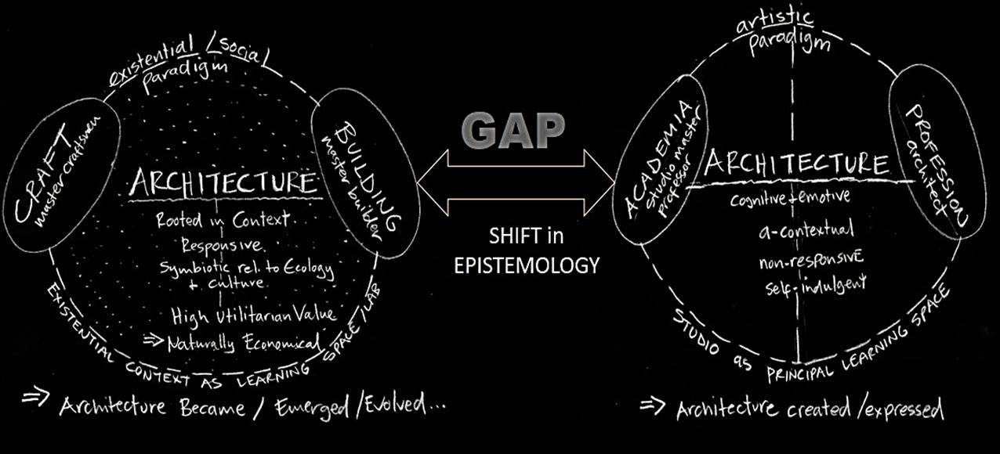 existential / social
paradigm
CRAFT
master craftsmen
BUILDING
master builder
ARCHITECTURE
Rooted in Context.
Responsive.
Symbiotic rel. to Ecology
+ Culture.
High Utilitarian Value
⇒ Naturally Economical
EXISTENTIAL CONTEXT AS LEARNING SPACE/LAB
⇒ Architecture Became / Emerged / Evolved...
GAP
SHIFT in
EPISTEMOLOGY
artistic
paradigm
ACADEMIA
studio master
Professor
PROFESSION
architect
ARCHITECTURE
Cognitive + emotive
a-contextual
non-responsive
self-indulgent
STUDIO as PRINCIPAL LEARNING SPACE
⇒ Architecture created /expressed